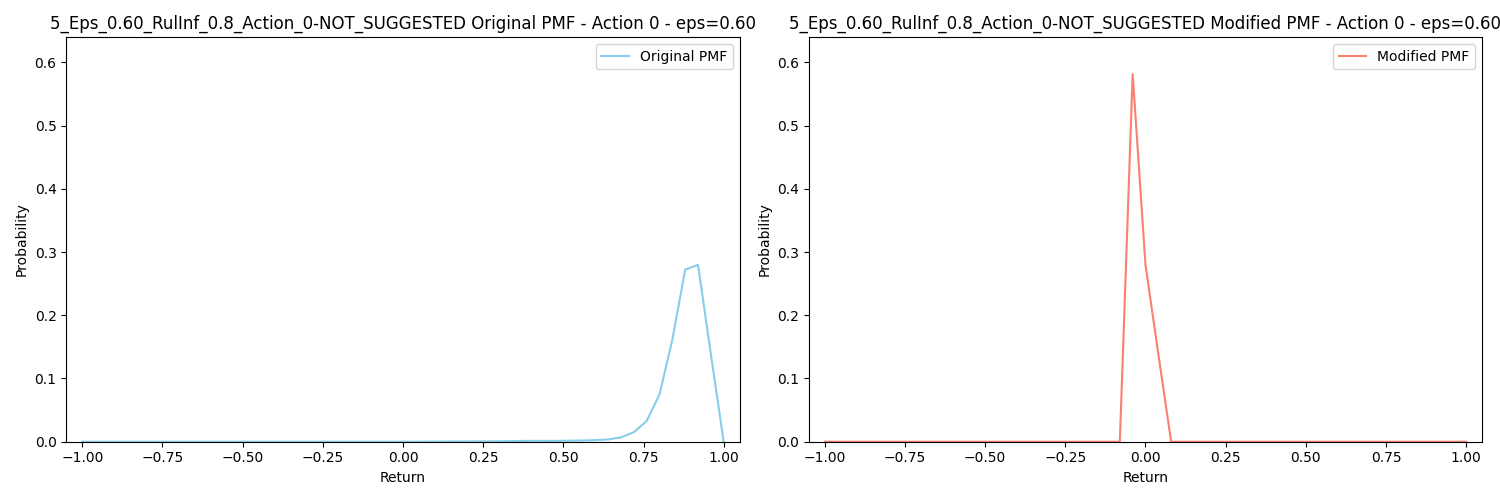 5_Eps_0.60_RulInf_0.8_Action_0-NOT_SUGGESTED Original PMF - Action 0 - eps=0.60
Original PMF
0.6
0.5
0.4
0.3
0.2
0.1
0.0
Probability
−1.00 −0.75 −0.50 −0.25 0.00 0.25 0.50 0.75 1.00
Return
5_Eps_0.60_RulInf_0.8_Action_0-NOT_SUGGESTED Modified PMF - Action 0 - eps=0.60
Modified PMF
0.6
0.5
0.4
0.3
0.2
0.1
0.0
Probability
−1.00 −0.75 −0.50 −0.25 0.00 0.25 0.50 0.75 1.00
Return